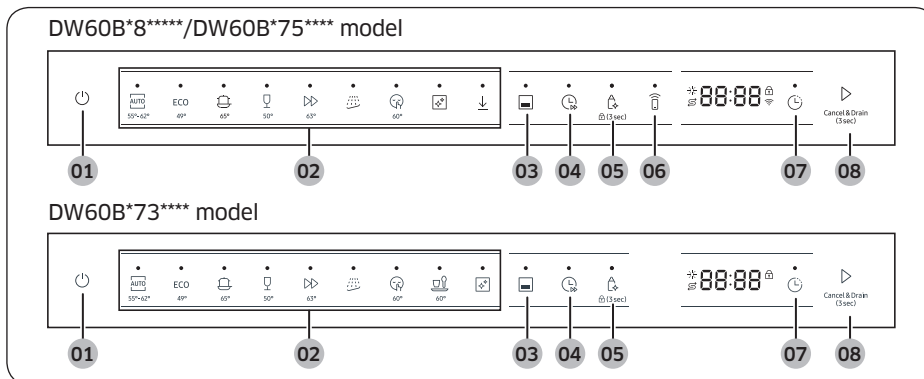 DW60B*8*****/DW60B*75**** model
AUTO ECO 88:88
55°-62° 49° 65° 50° 63° 60° (3 sec) Cancel & Drain
(3 sec)
01 02 03 04 05 06 07 08
DW60B*73**** model
AUTO ECO 88:88
55°-62° 49° 65° 50° 63° 60° 60° (3 sec) Cancel & Drain
(3 sec)
01 02 03 04 05 07 08